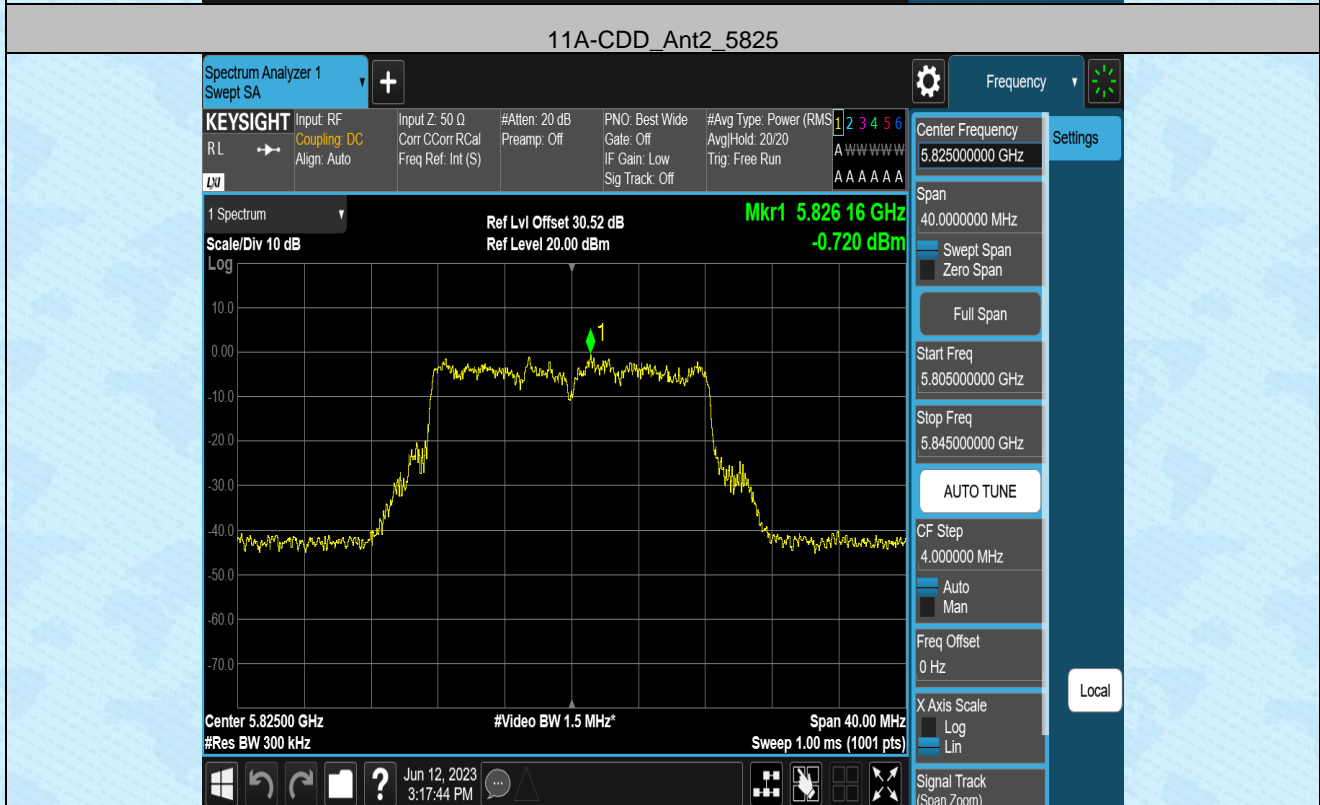 11A-CDD_Ant2_5825
Spectrum Analyzer 1
Swept SA
+
Frequency
KEYSIGHT
RL
LXI
Input: RF
Coupling: DC
Align: Auto
Input Z: 50 Ω
Corr CCorr RCal
Freq Ref: Int (S)
#Atten: 20 dB
Preamp: Off
PNO: Best Wide
Gate: Off
IF Gain: Low
Sig Track: Off
#Avg Type: Power (RMS
Avg|Hold: 20/20
Trig: Free Run
1 2 3 4 5 6
A W W W W W
A A A A A A
1 Spectrum
Scale/Div 10 dB
Log
Ref Lvl Offset 30.52 dB
Ref Level 20.00 dBm
Mkr1 5.826 16 GHz
-0.720 dBm
10.0
0.00
-10.0
-20.0
-30.0
-40.0
-50.0
-60.0
-70.0
1
Center 5.82500 GHz
#Res BW 300 kHz
#Video BW 1.5 MHz*
Span 40.00 MHz
Sweep 1.00 ms (1001 pts)
Center Frequency
5.825000000 GHz
Span
40.0000000 MHz
Swept Span
Zero Span
Full Span
Start Freq
5.805000000 GHz
Stop Freq
5.845000000 GHz
AUTO TUNE
CF Step
4.000000 MHz
Auto
Man
Freq Offset
0 Hz
X Axis Scale
Log
Lin
Signal Track
(Span Zoom)
Settings
Local
?
Jun 12, 2023
3:17:44 PM